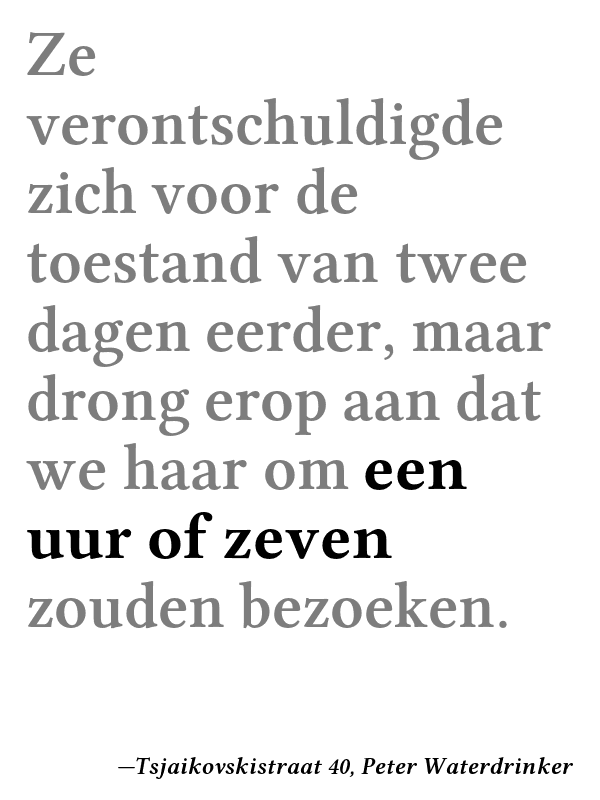 Ze
verontschuldigde
zich voor de
toestand van twee
dagen eerder, maar
drong erop aan dat
we haar om een
uur of zeven
zouden bezoeken.
—Tsjaikovskistraat 40, Peter Waterdrinker